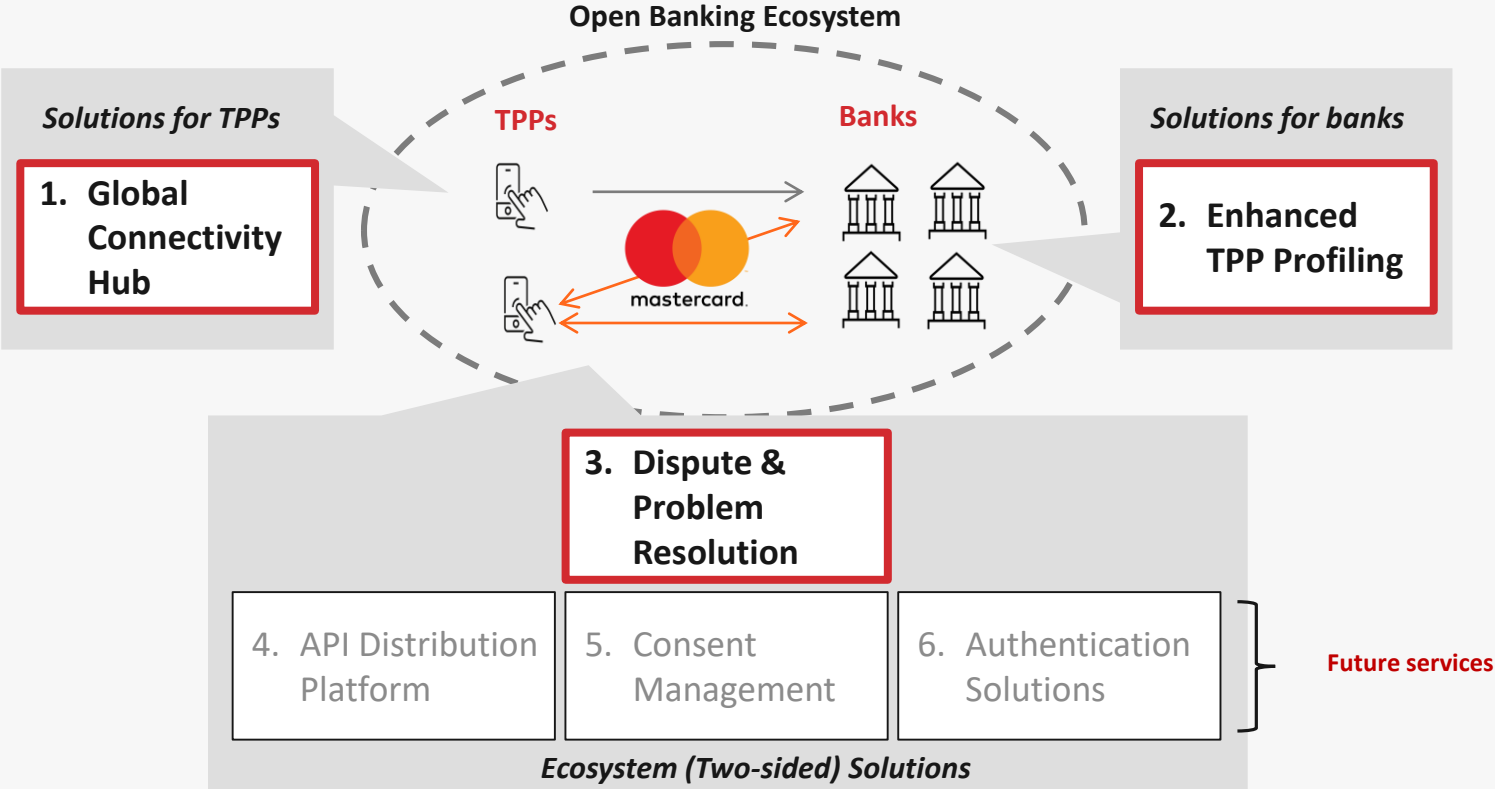 Open Banking Ecosystem
Solutions for TPPs
1. Global
Connectivity
Hub
TPPs
Banks
mastercard.
Solutions for banks
2. Enhanced
TPP Profiling
3. Dispute &
Problem
Resolution
4. API Distribution
Platform
5. Consent
Management
6. Authentication
Solutions
Future services
Ecosystem (Two-sided) Solutions